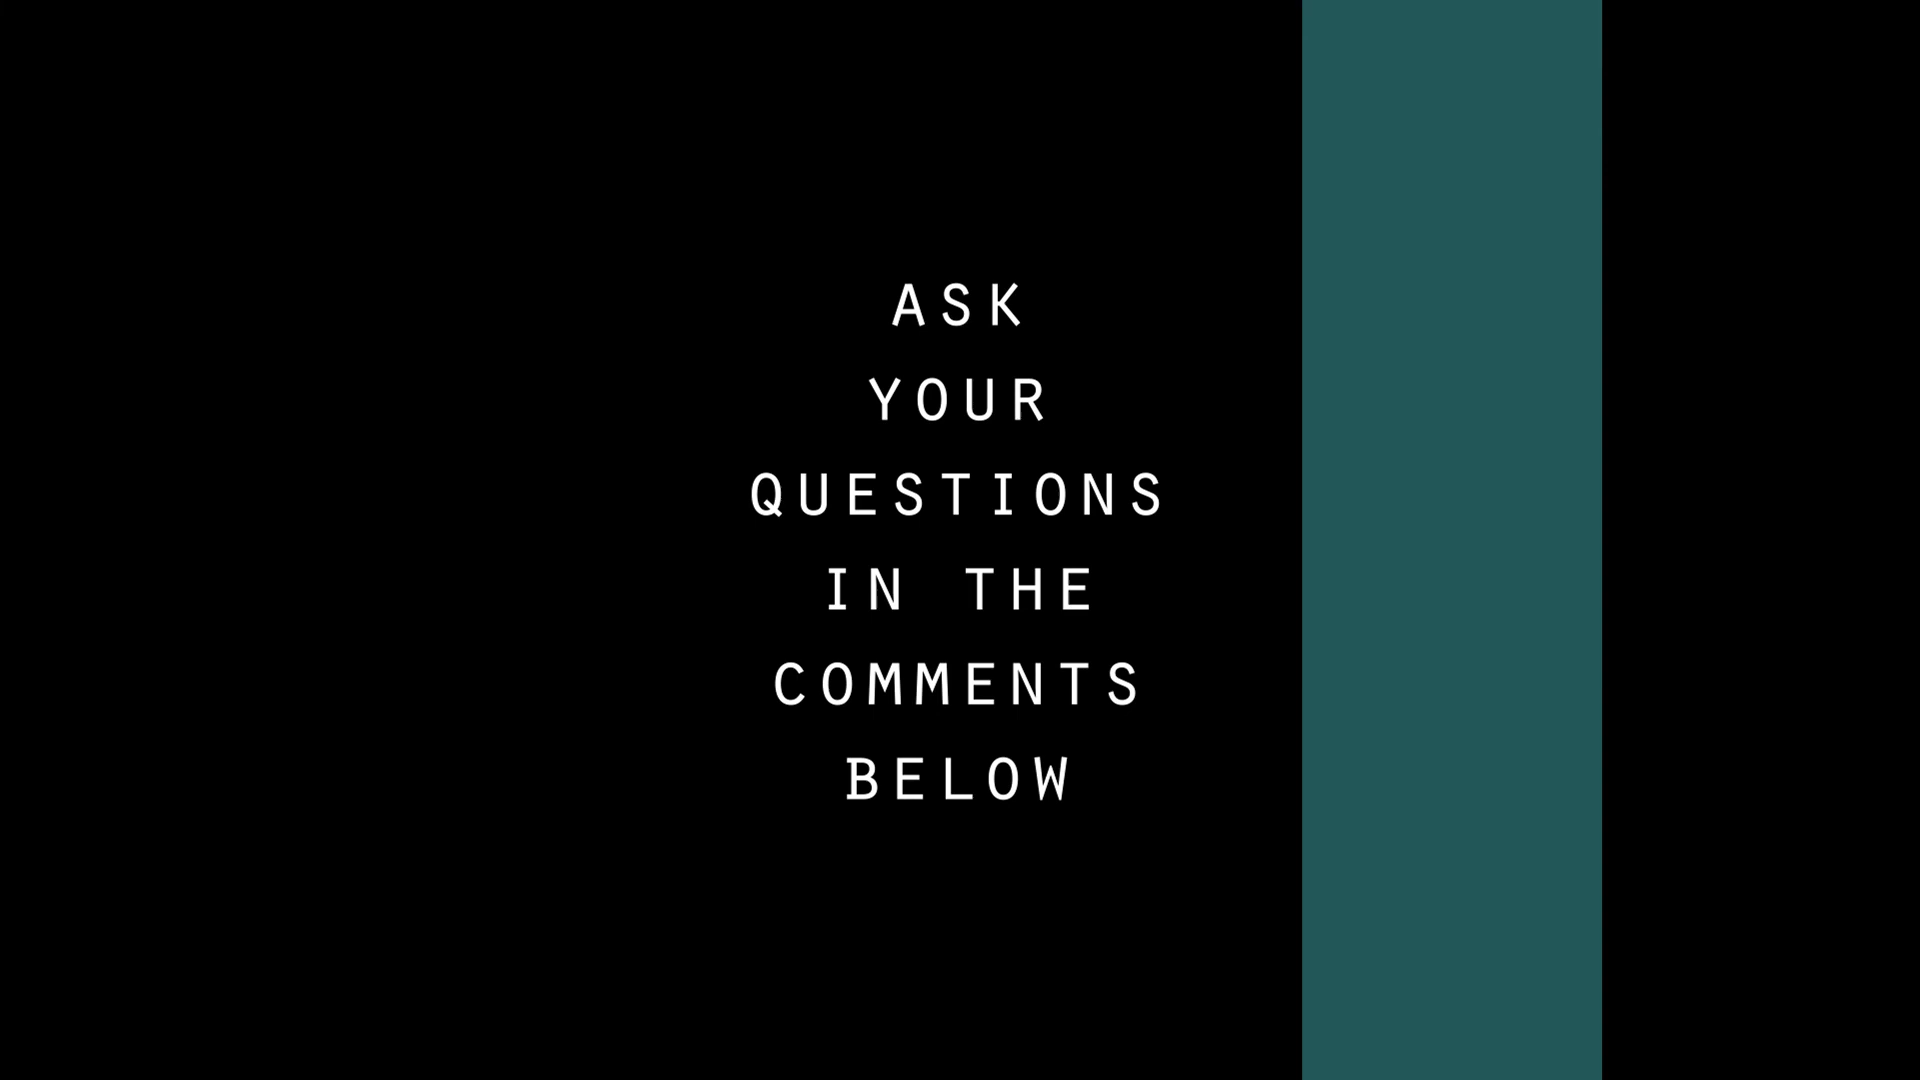 ASK
YOUR
QUESTIONS
IN THE
COMMENTS
BELOW